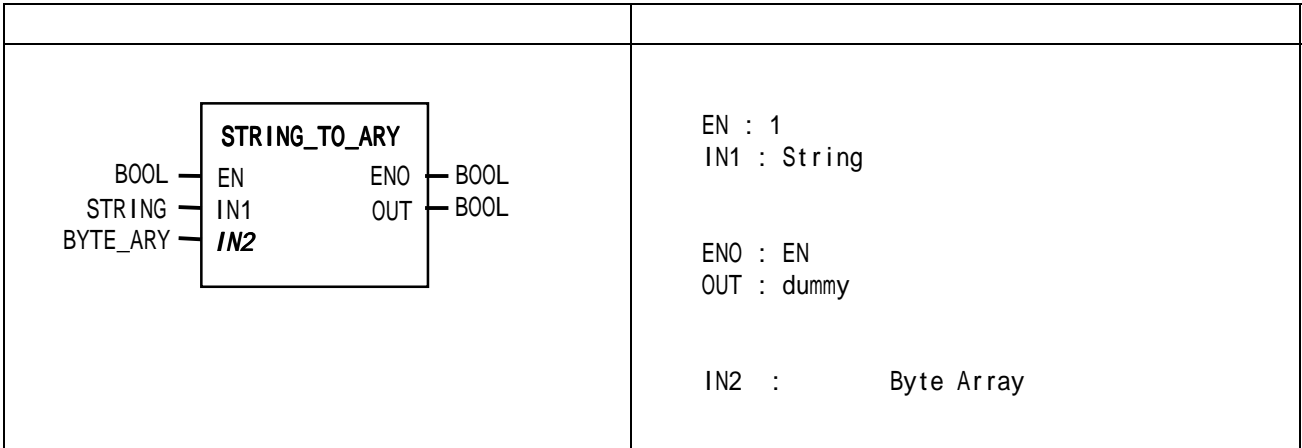 STRING_TO_ARY
BOOL EN ENO BOOL
STRING IN1 OUT BOOL
BYTE_ARY IN2
EN : 1
IN1 : String
ENO : EN
OUT : dummy
IN2 : Byte Array